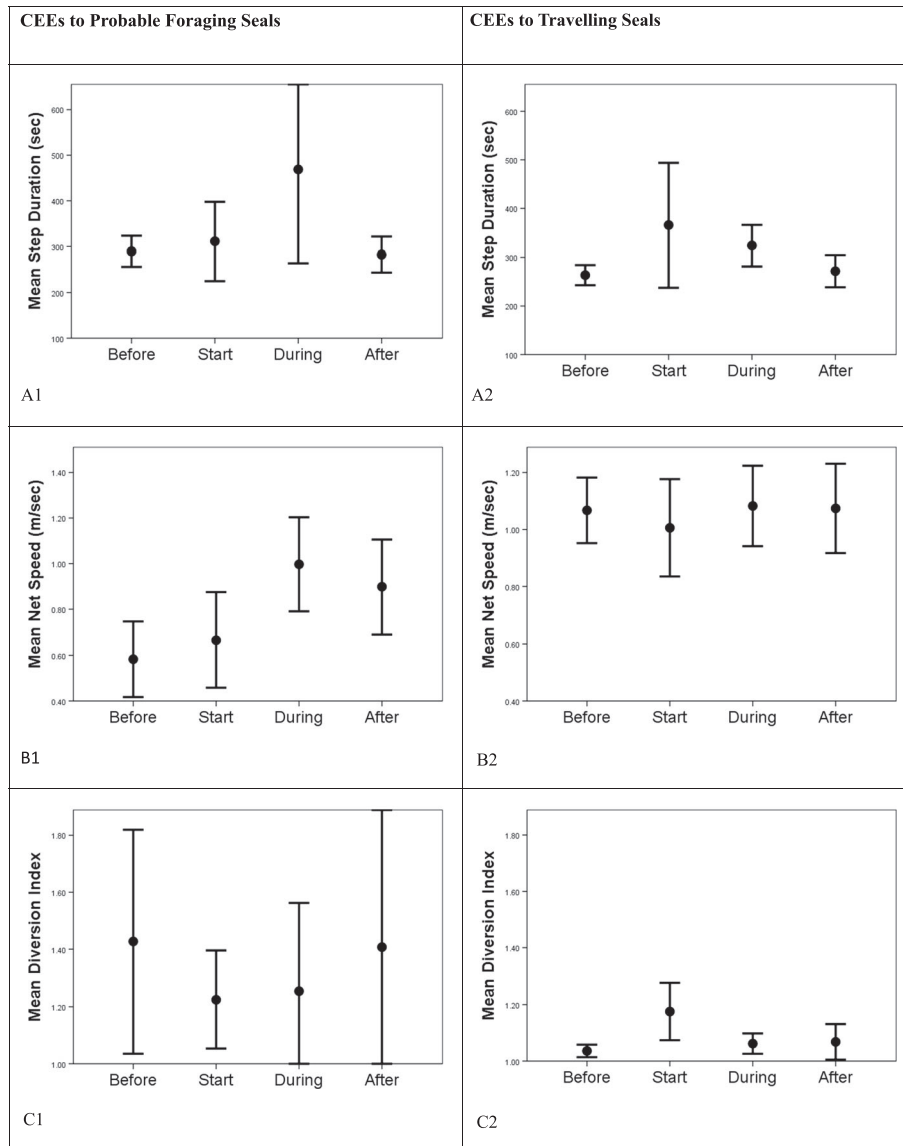 CEEs to Probable Foraging Seals
CEEs to Travelling Seals
Mean Step Duration (sec)
600
500
400
300
200
100
Before Start During After
A1
Mean Step Duration (sec)
600
500
400
300
200
100
Before Start During After
A2
Mean Net Speed (m/sec)
1.40
1.20
1.00
0.80
0.60
0.40
Before Start During After
B1
Mean Net Speed (m/sec)
1.20
1.00
0.80
0.60
0.40
Before Start During After
B2
Mean Diversion Index
1.80
1.60
1.40
1.20
1.00
Before Start During After
C1
Mean Diversion Index
1.80
1.60
1.40
1.20
1.00
Before Start During After
C2